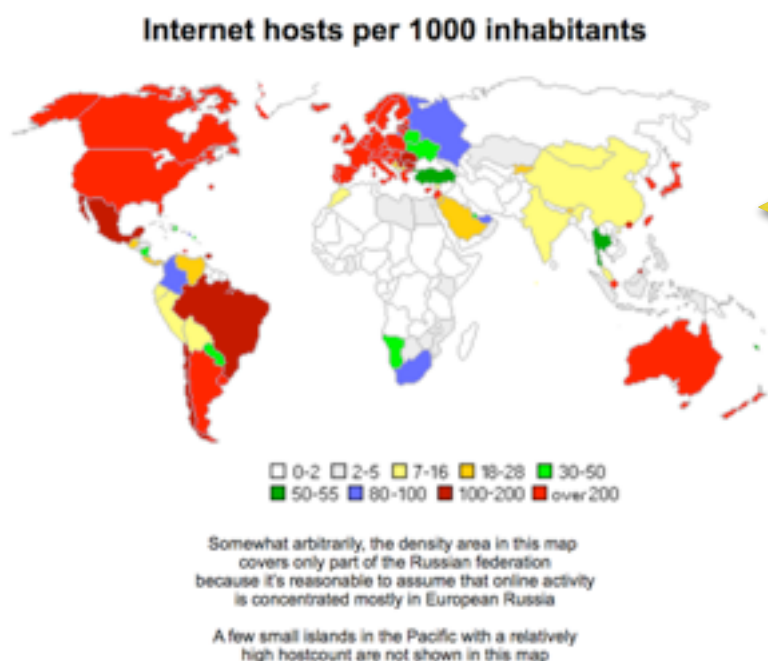 Internet hosts per 1000 inhabitants
0-2 2-5 7-16 18-28 30-50
50-55 80-100 100-200 over200
Somewhat arbitrarily, the density area in this map
covers only part of the Russian federation
because it's reasonable to assume that online activity
is concentrated mostly in European Russia
A few small islands in the Pacific with a relatively
high hostcount are not shown in this map